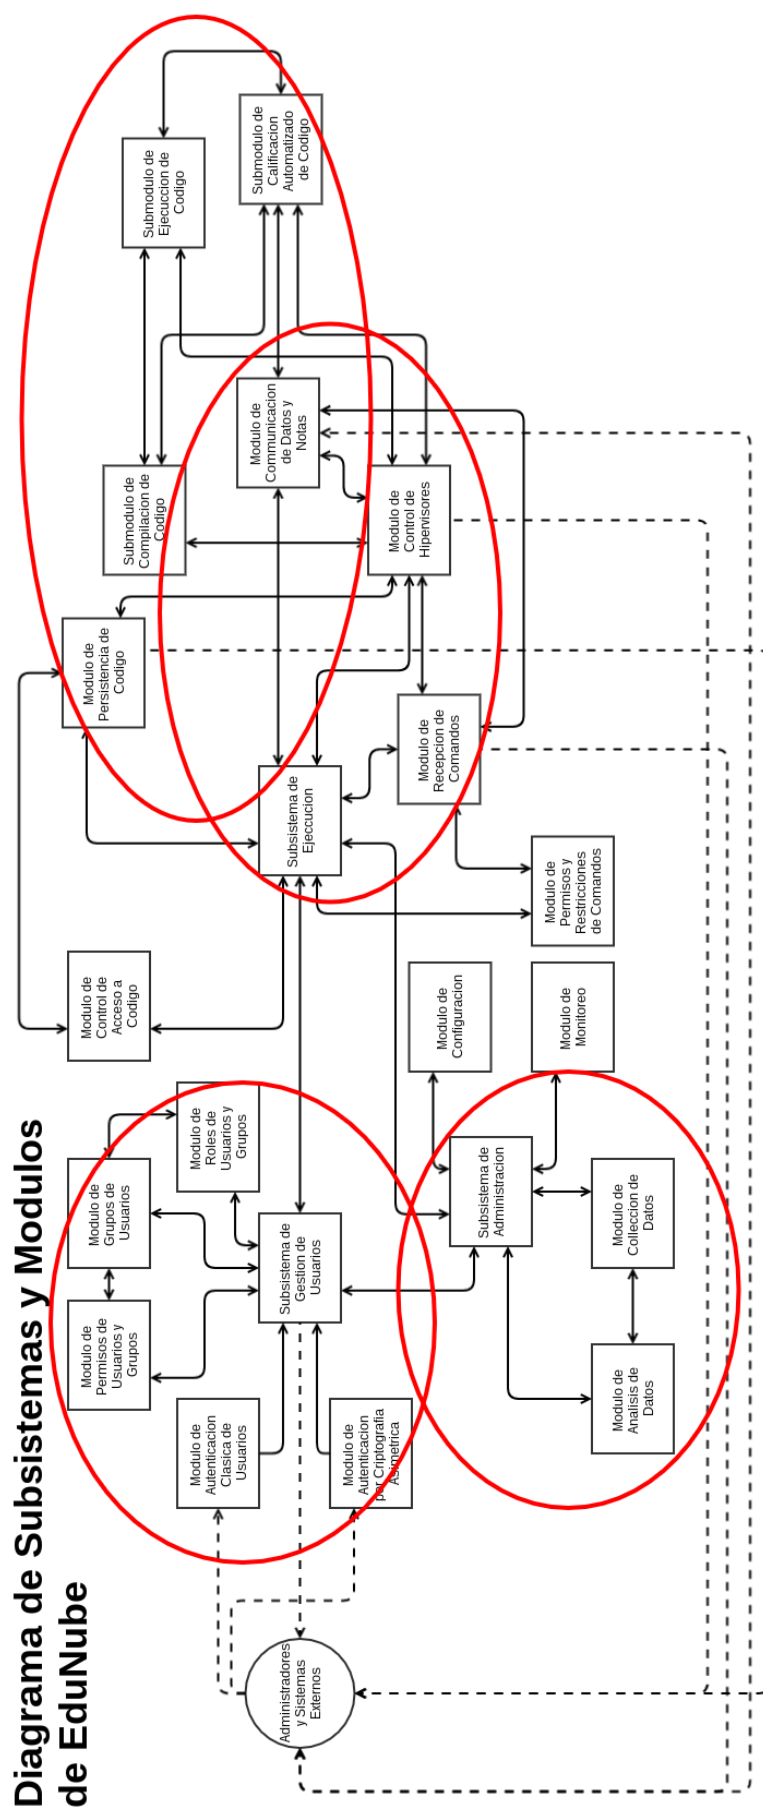 Diagrama de Subsistemas y Modulos
de EduNube
Administradores
y Sistemas
Externos
Modulo de
Permisos de
Usuarios y
Grupos
Modulo de
Grupos de
Usuarios
Modulo de
Autenticacion
Clasica de
Usuarios
Modulo de
Roles de
Usuarios y
Grupos
Subsistema de
Gestion de
Usuarios
Modulo de
Autenticacion
por Criptografia
Asimetrica
Modulo de
Control de
Acceso a
Codigo
Modulo de
Configuracion
Modulo de
Monitoreo
Subsistema de
Administracion
Modulo de
Colleccion de
Datos
Modulo de
Analisis de
Datos
Modulo de
Persistencia de
Codigo
Subsistema de
Ejeccucion
Modulo de
Recepcion de
Comandos
Modulo de
Permisos y
Restricciones
de Comandos
Submodulo de
Compilacion de
Codigo
Modulo de
Communicacion
de Datos y
Notas
Modulo de
Control de
Hipervisores
Submodulo de
Ejecuccion de
Codigo
Submodulo de
Calificacion
Automatizado
de Codigo